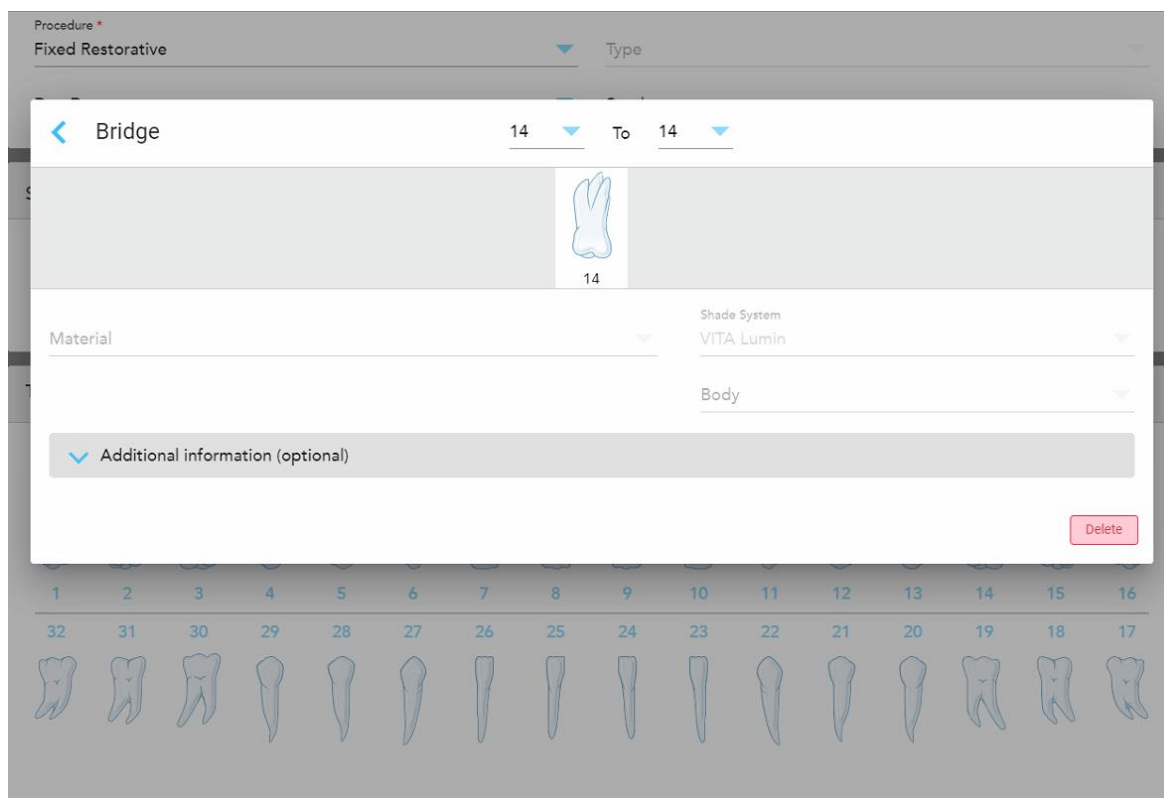 Procedure *
Fixed Restorative
Type
Bridge
14 To 14
14
Material
Shade System
VITA Lumin
Body
Additional information (optional)
Delete
1 2 3 4 5 6 7 8 9 10 11 12 13 14 15 16
32 31 30 29 28 27 26 25 24 23 22 21 20 19 18 17